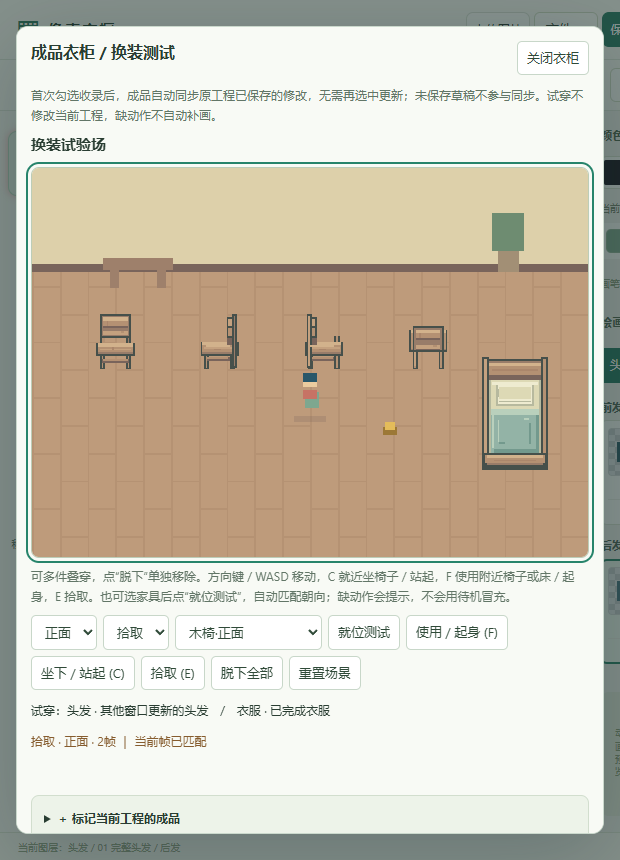 成品衣柜 / 换装测试
关闭衣柜
首次勾选收录后，成品自动同步原工程已保存的修改，无需再选中更新；未保存草稿不参与同步。试穿不
修改当前工程，缺动作不自动补画。
换装试验场
可多件叠穿，点“脱下”单独移除。方向键 / WASD 移动，C 就近坐椅子 / 站起，F 使用附近椅子或床 / 起
身，E 拾取。也可选家具后点“就位测试”，自动匹配朝向；缺动作会提示，不会用待机冒充。
正面 拾取 木椅·正面 就位测试 使用 / 起身 (F)
坐下 / 站起 (C) 拾取 (E) 脱下全部 重置场景
试穿：头发 · 其他窗口更新的头发 / 衣服 · 已完成衣服
拾取 · 正面 · 2帧 | 当前帧已匹配
▶ + 标记当前工程的成品
当前图层：头发 / 01 完整头发 / 后发